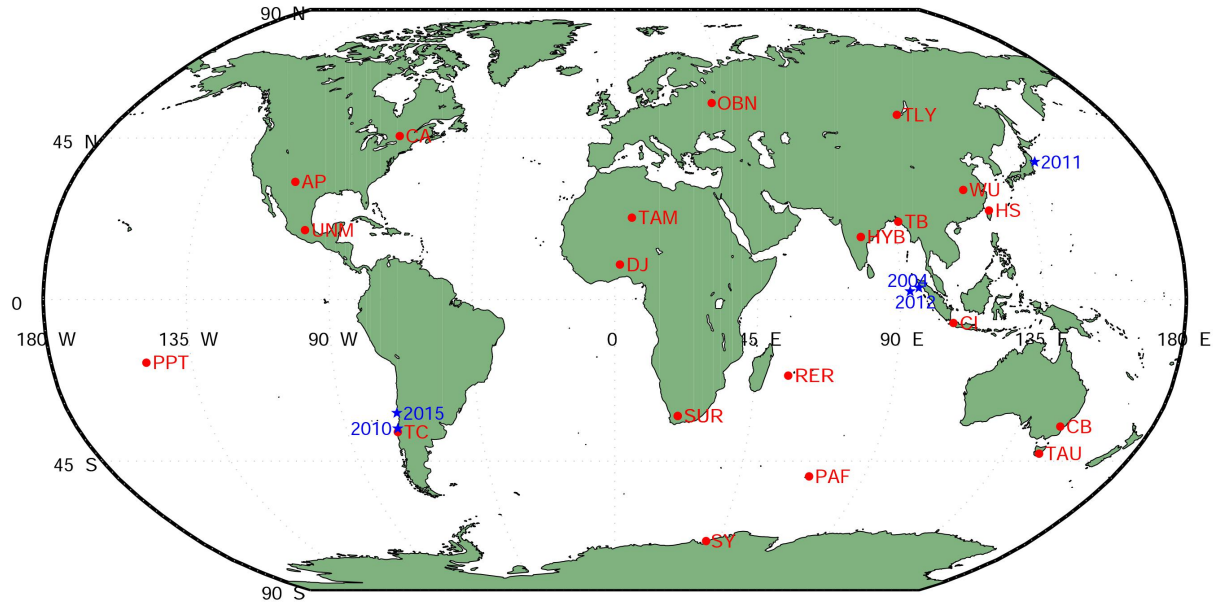 90 N
OBN
TLY
CA
45 N
2011
AP
WU
HS
TAM
TB
UNM
HYB
DJ
2004
0
2012
CJ
180 W
135 W
90 W
0
45 E
90 E
135 E
180 E
PPT
RER
2015
SUR
2010
TC
CB
TAU
45 S
PAF
SY
90 S